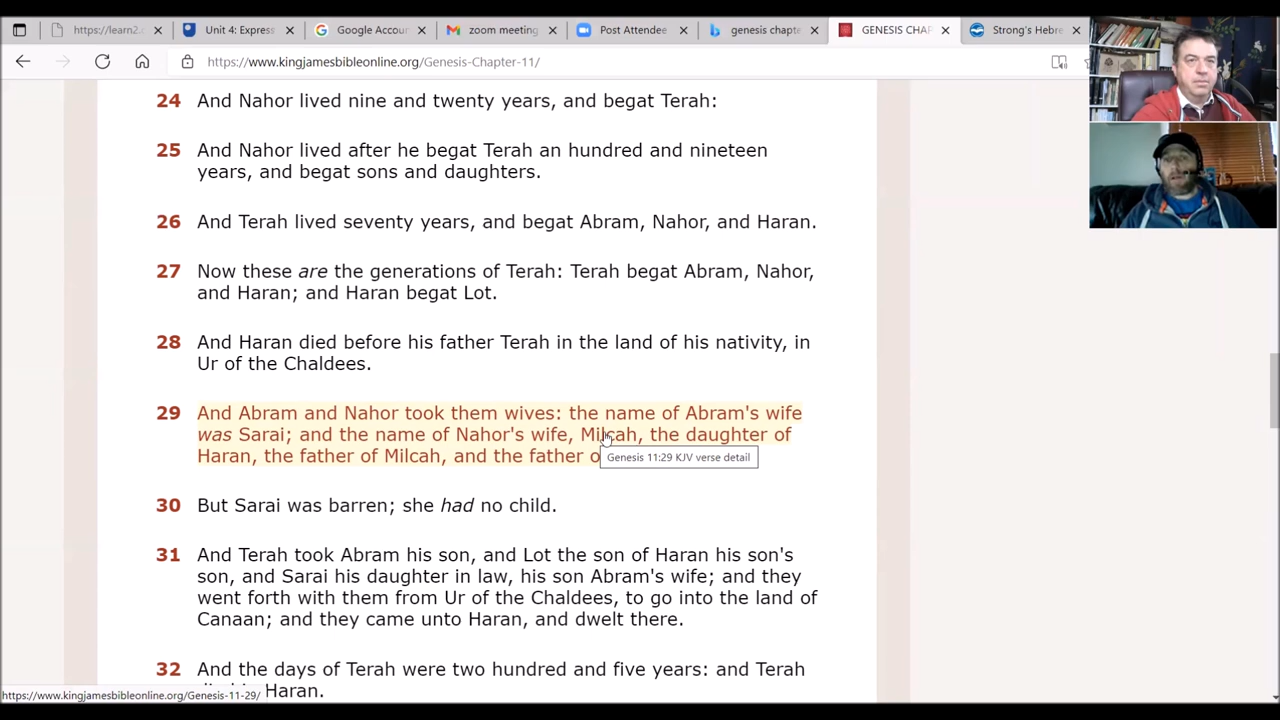 https://learn2.
Unit 4: Express
Google Accou
zoom meeting
Post Attendee
genesis chapte
GENESIS CHAP
Strong's Hebre
https://www.kingjamesbibleonline.org/Genesis-Chapter-11/
24 And Nahor lived nine and twenty years, and begat Terah:
25 And Nahor lived after he begat Terah an hundred and nineteen
years, and begat sons and daughters.
26 And Terah lived seventy years, and begat Abram, Nahor, and Haran.
27 Now these are the generations of Terah: Terah begat Abram, Nahor,
and Haran; and Haran begat Lot.
28 And Haran died before his father Terah in the land of his nativity, in
Ur of the Chaldees.
29 And Abram and Nahor took them wives: the name of Abram's wife
was Sarai; and the name of Nahor's wife, Milcah, the daughter of
Haran, the father of Milcah, and the father o
Genesis 11:29 KJV verse detail
30 But Sarai was barren; she had no child.
31 And Terah took Abram his son, and Lot the son of Haran his son's
son, and Sarai his daughter in law, his son Abram's wife; and they
went forth with them from Ur of the Chaldees, to go into the land of
Canaan; and they came unto Haran, and dwelt there.
32 And the days of Terah were two hundred and five years: and Terah
Haran.
https://www.kingjamesbibleonline.org/Genesis-11-29/